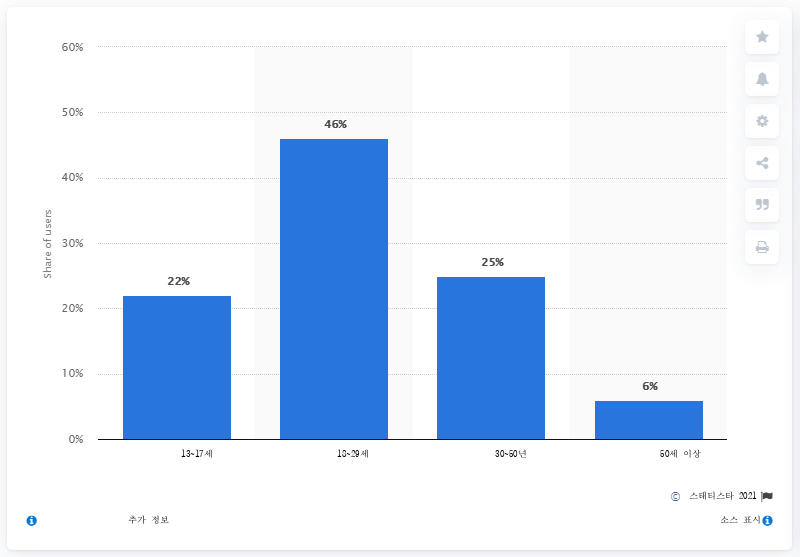 60%
50%
46%
40%
Share of users
30%
25%
22%
20%
10%
6%
0%
13~17세
18~29세
30~50년
50세 이상
© 스태티스타 2021
추가 정보
소스 표시